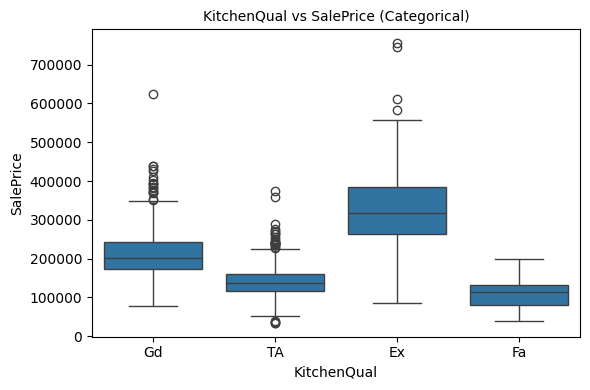 KitchenQual vs SalePrice (Categorical)
700000
600000
500000
400000
300000
200000
100000
0
SalePrice
Gd TA Ex Fa
KitchenQual